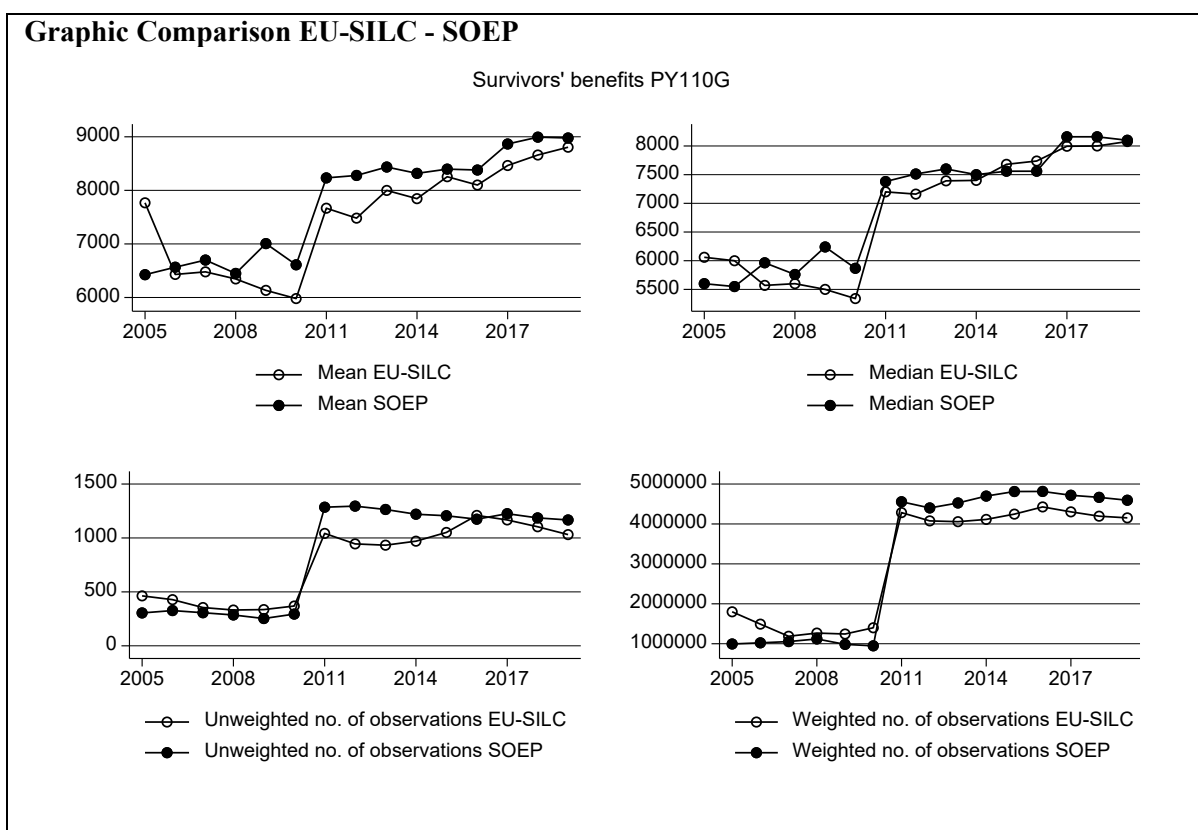 Graphic Comparison EU-SILC - SOEP
Survivors' benefits PY110G
9000
8000
7000
6000
2005 2008 2011 2014 2017
Mean EU-SILC
Mean SOEP
8000
7500
7000
6500
6000
5500
2005 2008 2011 2014 2017
Median EU-SILC
Median SOEP
1500
1000
500
0
2005 2008 2011 2014 2017
Unweighted no. of observations EU-SILC
Unweighted no. of observations SOEP
5000000
4000000
3000000
2000000
1000000
2005 2008 2011 2014 2017
Weighted no. of observations EU-SILC
Weighted no. of observations SOEP